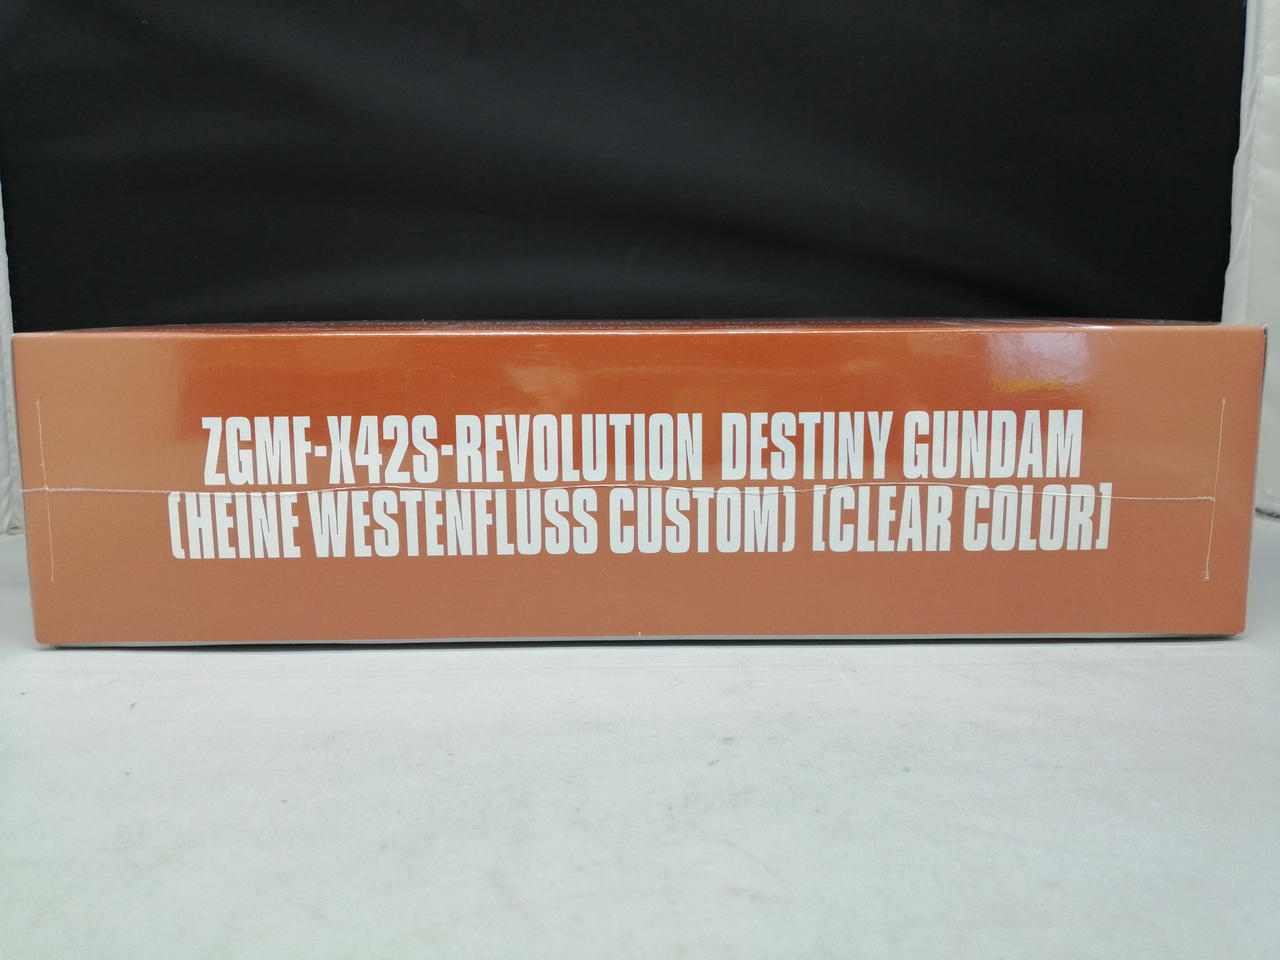 ZGMF-X42S-REVOLUTION DESTINY GUNDAM
(HEINE WESTENFLUSS CUSTOM) [CLEAR COLOR]